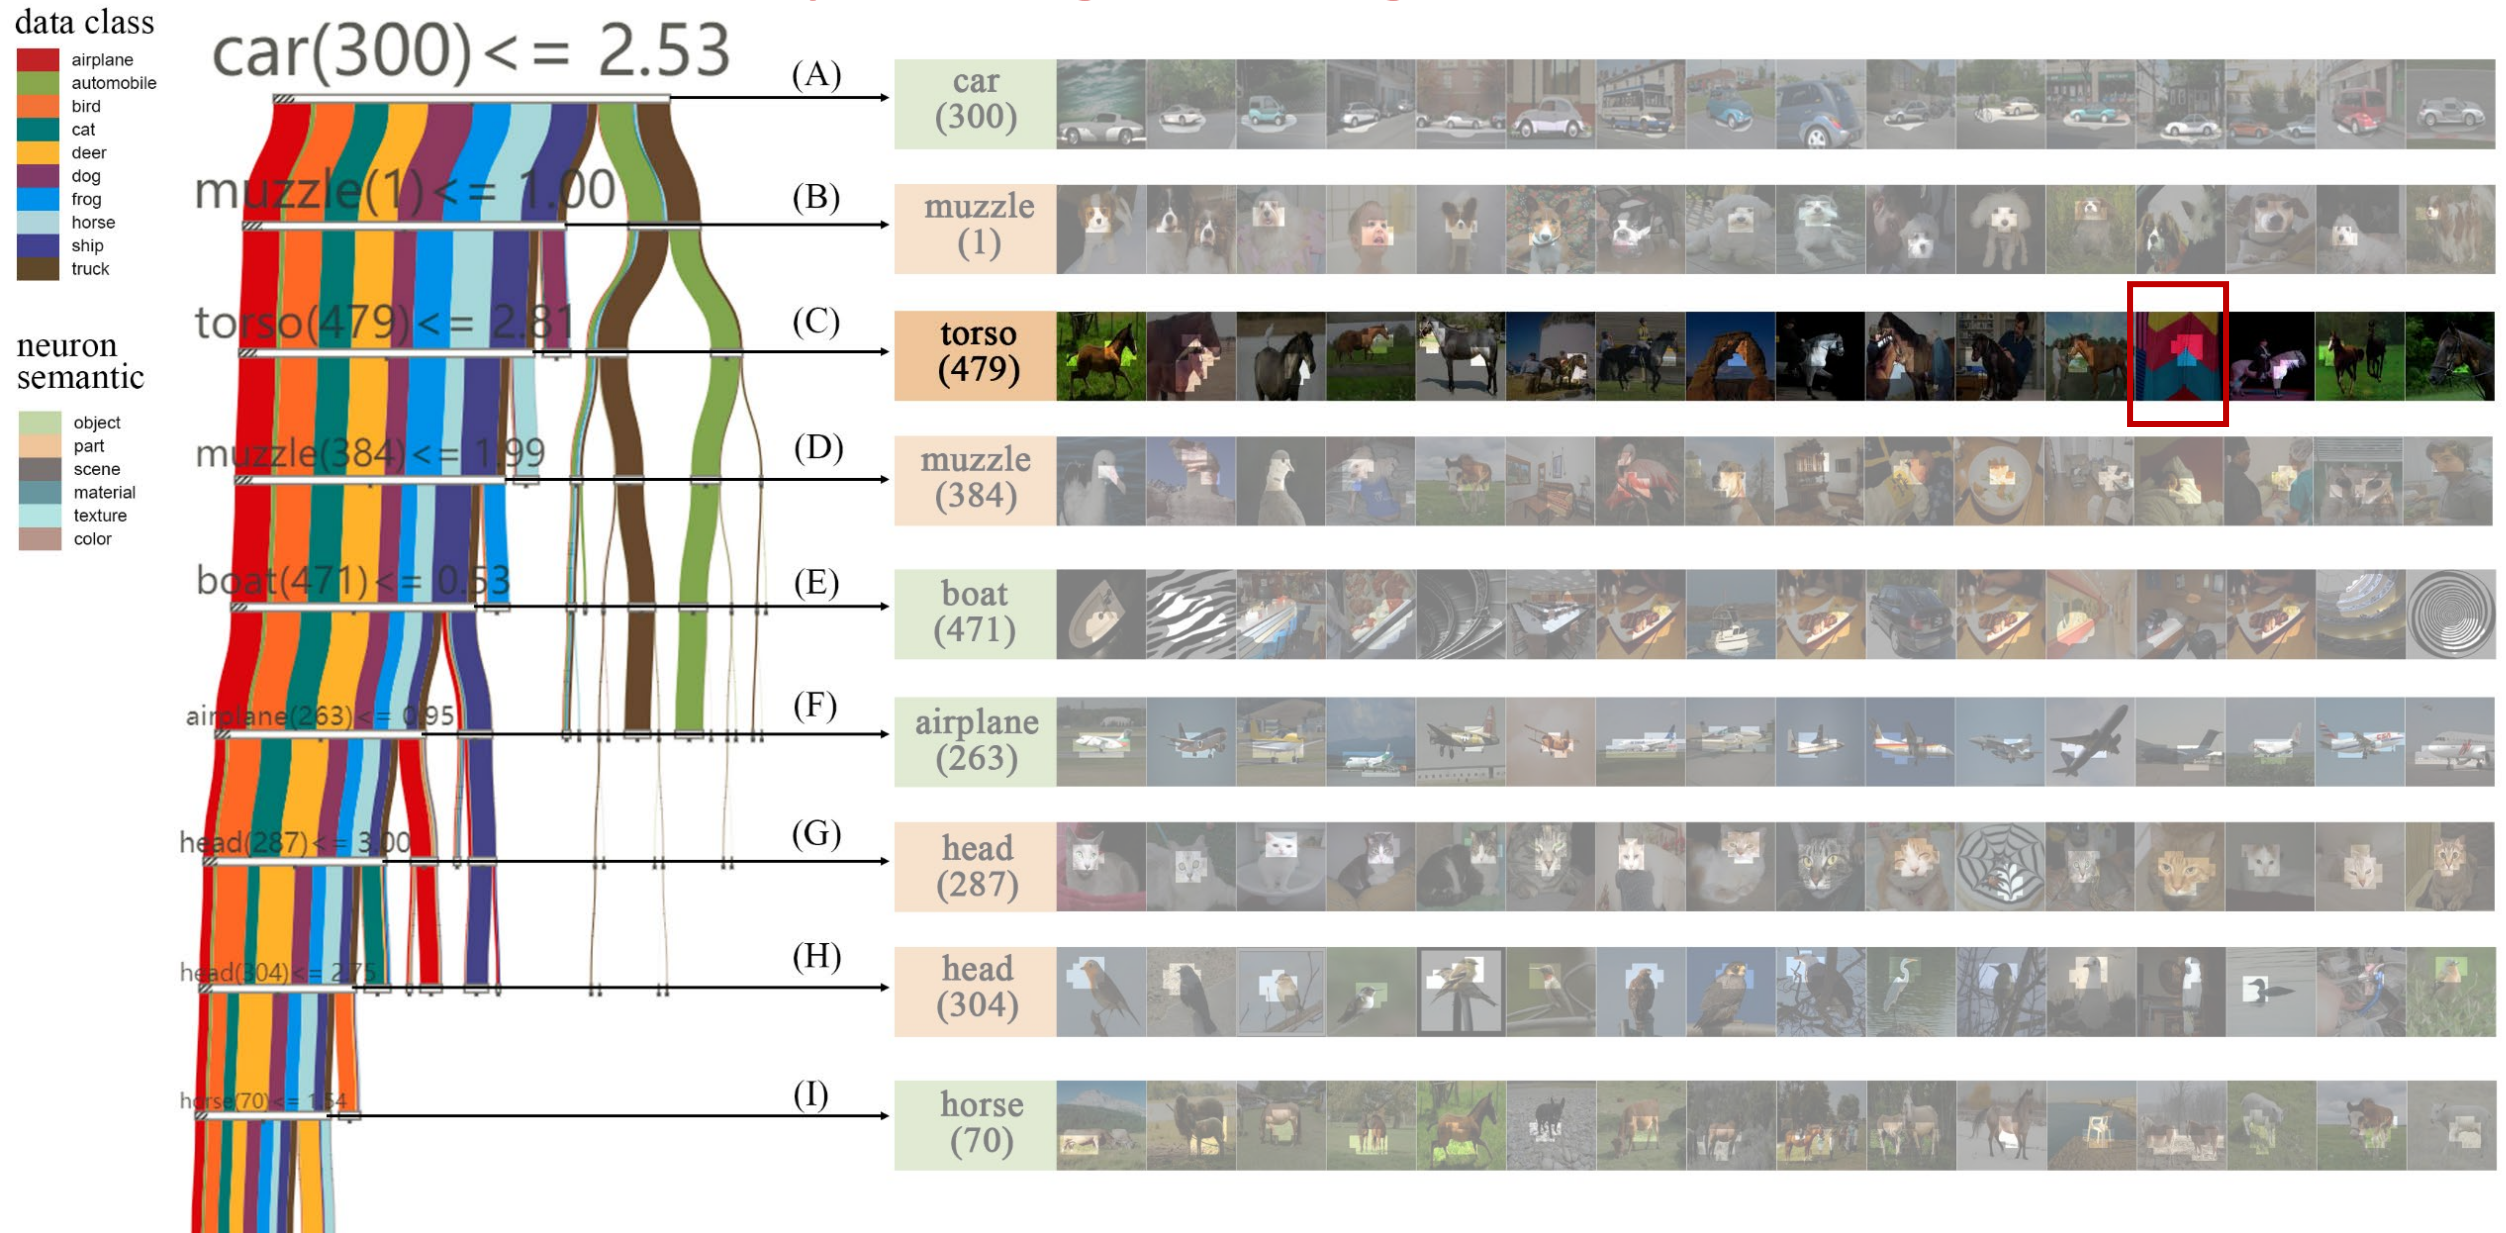 data class
airplane
automobile
bird
cat
deer
dog
frog
horse
ship
truck
neuron
semantic
object
part
scene
material
texture
color
car(300)<= 2.53
muzzle(1)<= 1.00
torso(479)<= 2.81
muzzle(384)<= 1.99
boat(471)<= 0.53
airplane(263)<= 0.95
head(287)<= 3.00
head(304)<= 2.75
horse(70)<= 1.54
(A)
car
(300)
(B)
muzzle
(1)
(C)
torso
(479)
(D)
muzzle
(384)
(E)
boat
(471)
(F)
airplane
(263)
(G)
head
(287)
(H)
head
(304)
(I)
horse
(70)